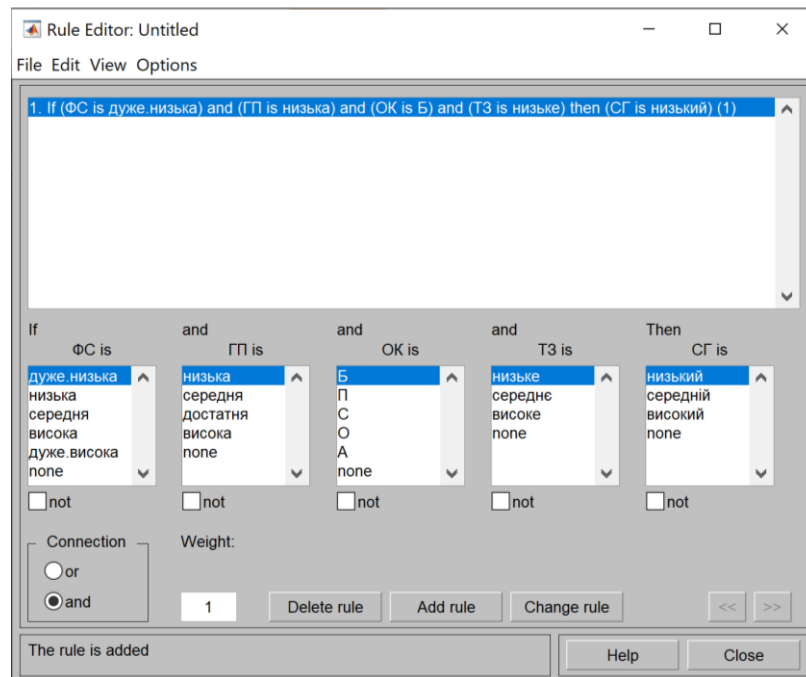 Rule Editor: Untitled
File Edit View Options
1. If (ФС is дуже.низька) and (ГП is низька) and (ОК is Б) and (ТЗ is низьке) then (СГ is низький) (1)
If and and and Then
ФС is ГП is ОК is ТЗ is СГ is
дуже.низька низька Б низьке низький
низька середня П середнє середній
середня достатня С високе високий
висока висока О none none
дуже.висока none А
none none
not not not not not
Connection Weight:
or
and 1 Delete rule Add rule Change rule << >>
The rule is added Help Close